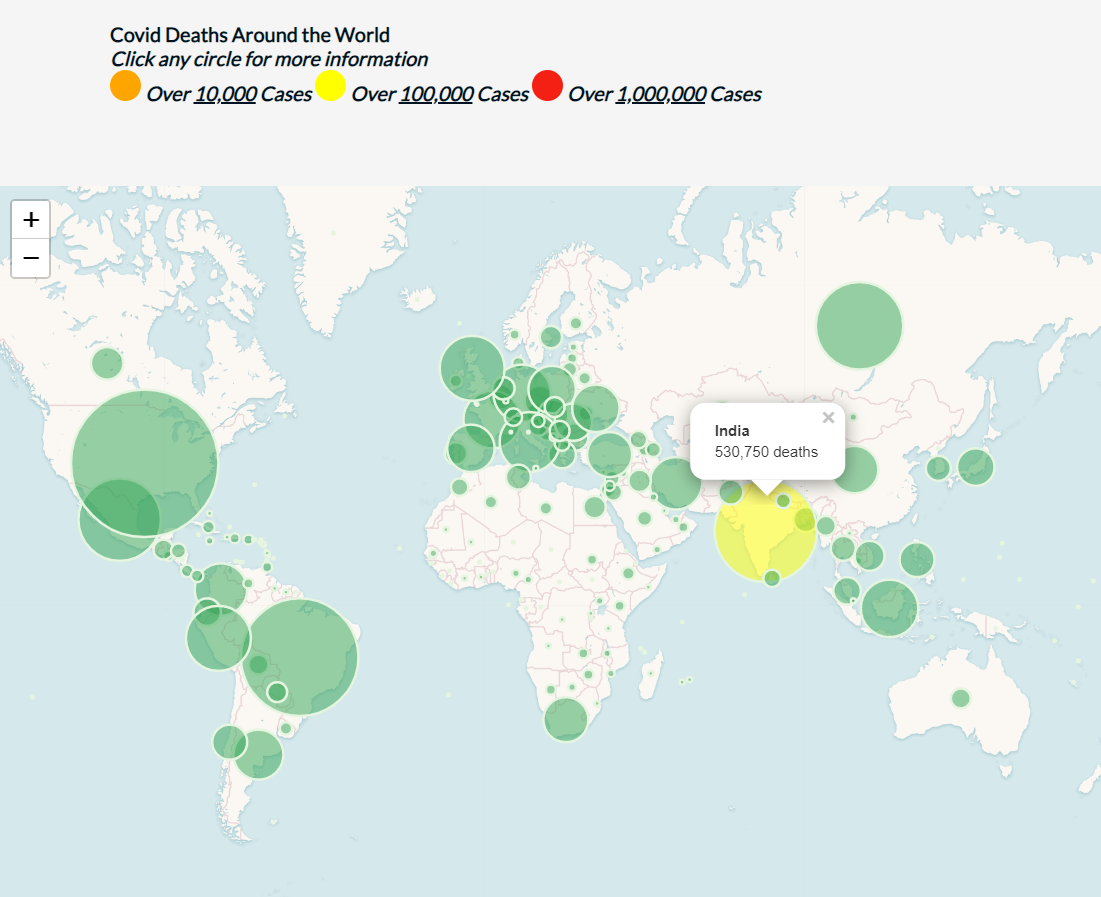 Covid Deaths Around the World
Click any circle for more information
Over 10,000 Cases Over 100,000 Cases Over 1,000,000 Cases
+
−
×
India
530,750 deaths